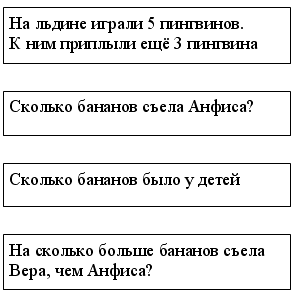 На льдине играли 5 пингвинов.
К ним приплыли ещё 3 пингвина
Сколько бананов съела Анфиса?
Сколько бананов было у детей
На сколько больше бананов съела
Вера, чем Анфиса?